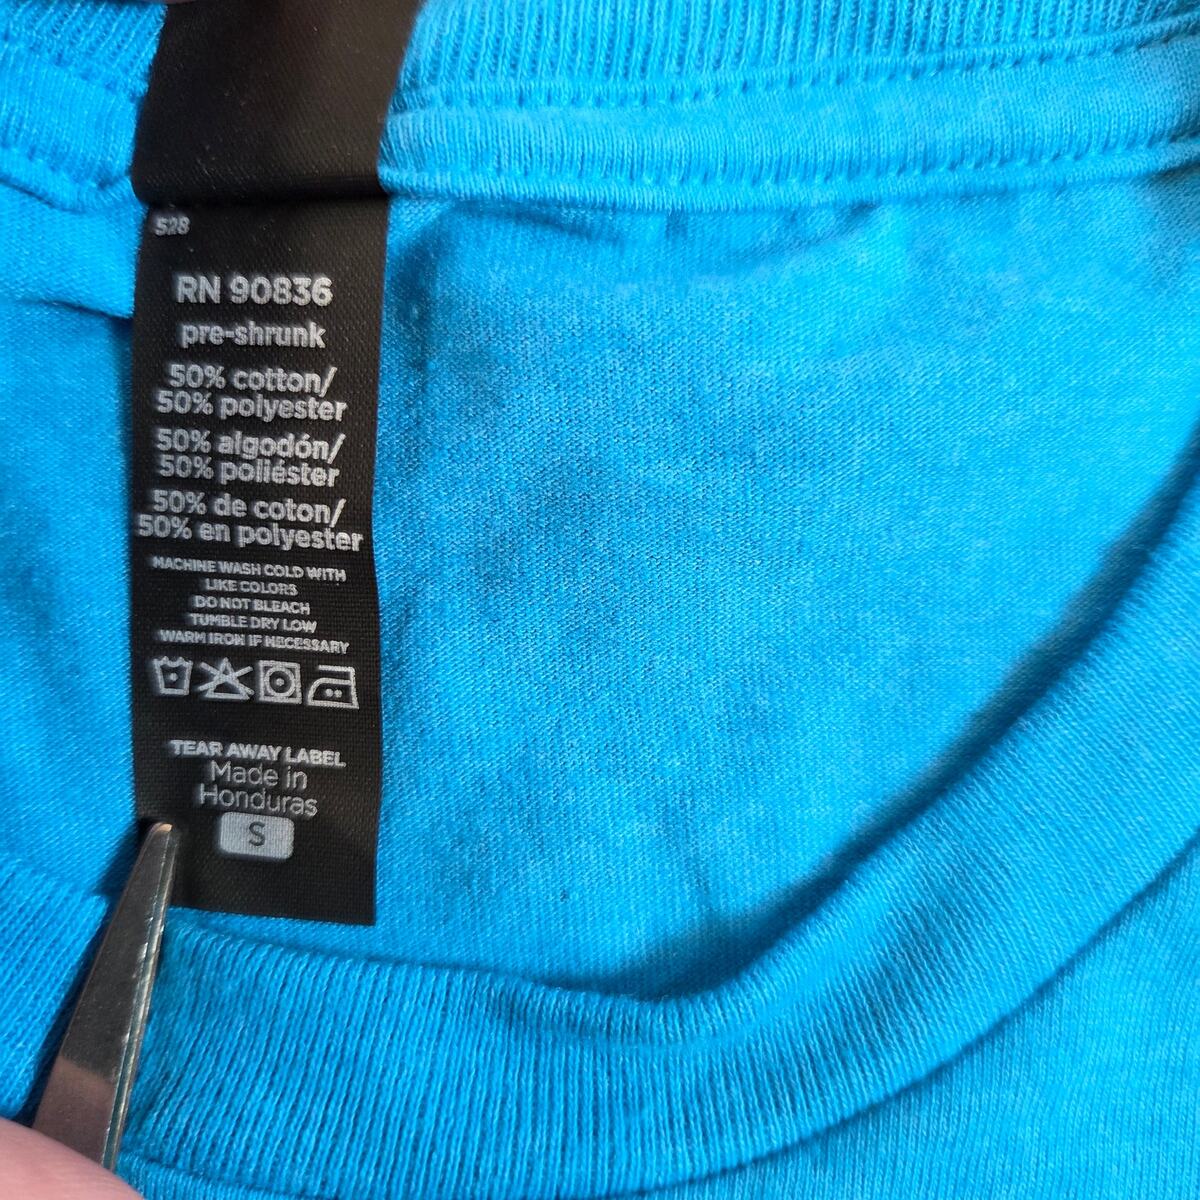 528
RN 90836
pre-shrunk
50% cotton/
50% polyester
50% algodón/
50% poliéster
50% de coton/
50% en polyester
MACHINE WASH COLD WITH
LIKE COLORS
DO NOT BLEACH
TUMBLE DRY LOW
WARM IRON IF NECESSARY
TEAR AWAY LABEL
Made in
Honduras
S